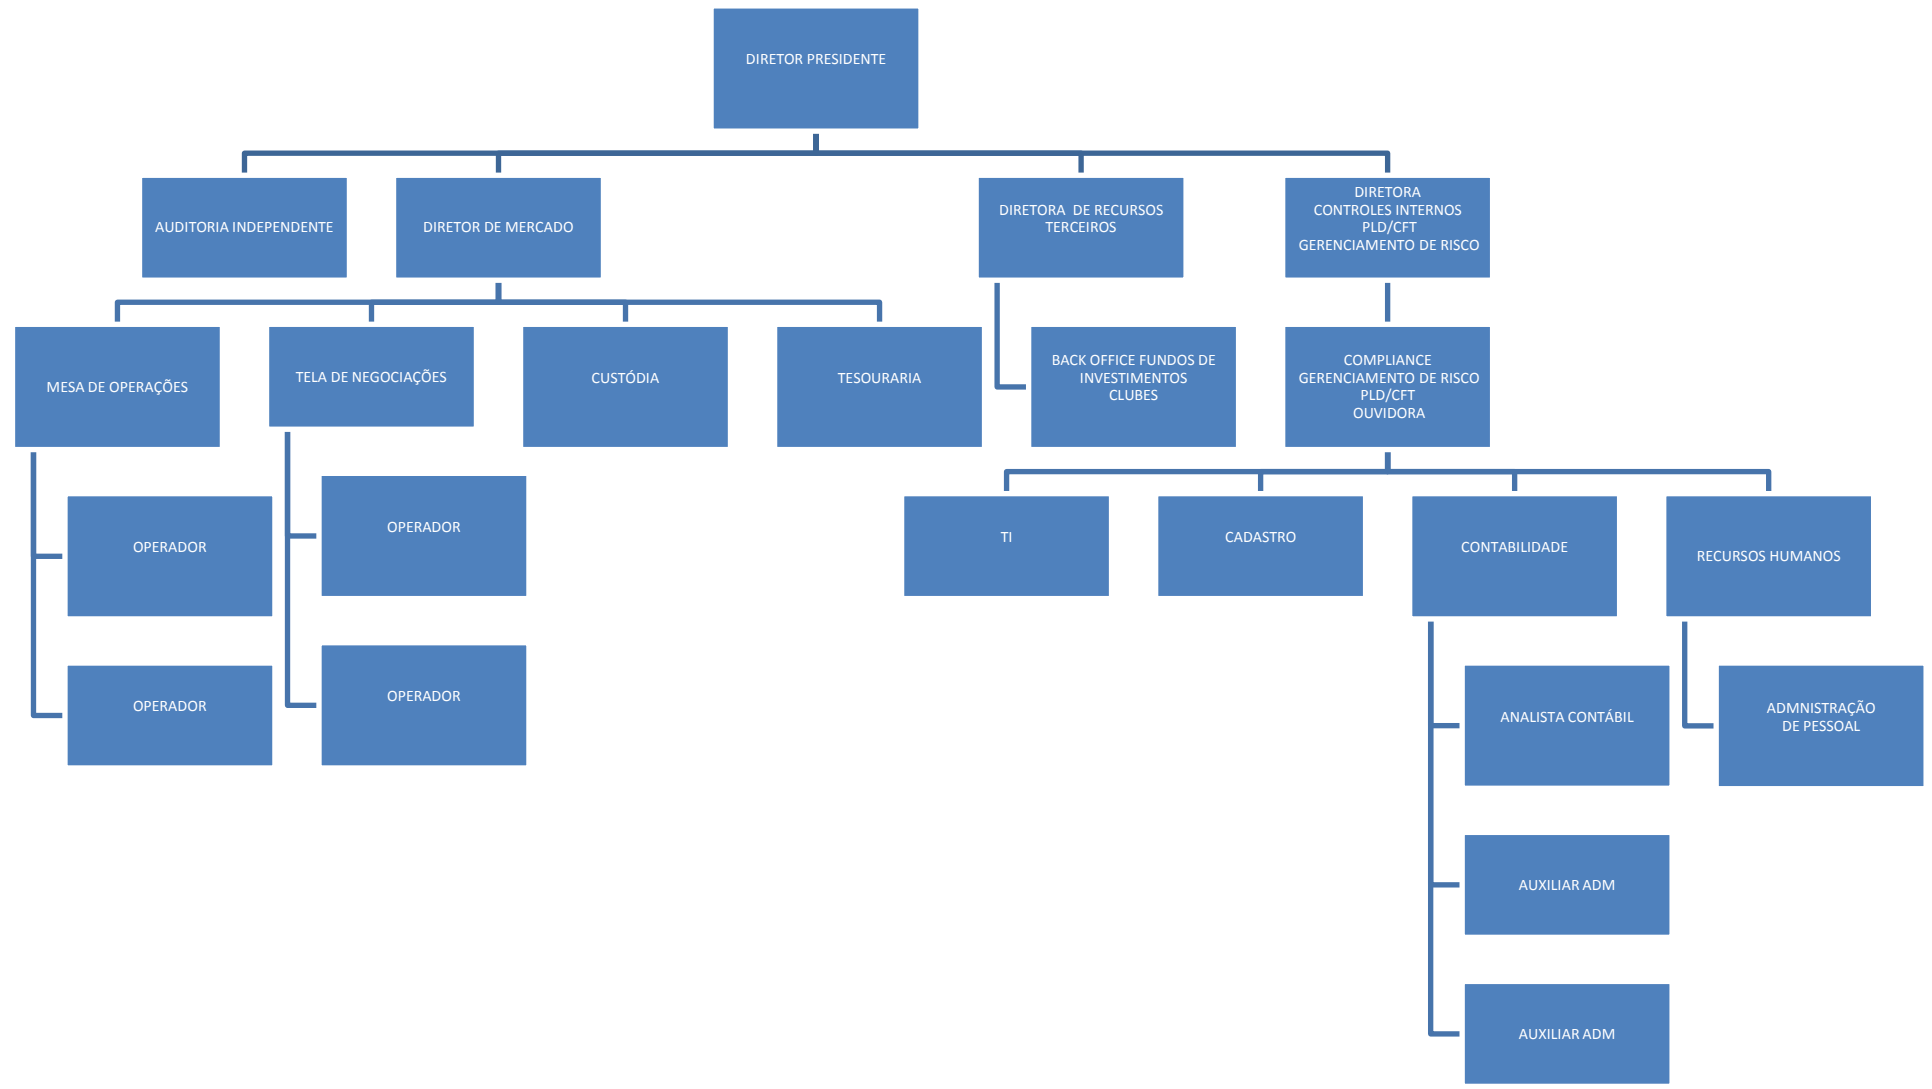 DIRETOR PRESIDENTE
AUDITORIA INDEPENDENTE
DIRETOR DE MERCADO
DIRETORA DE RECURSOS
TERCEIROS
DIRETORA
CONTROLES INTERNOS
PLD/CFT
GERENCIAMENTO DE RISCO
MESA DE OPERAÇÕES
TELA DE NEGOCIAÇÕES
CUSTÓDIA
TESOURARIA
BACK OFFICE FUNDOS DE
INVESTIMENTOS
CLUBES
COMPLIANCE
GERENCIAMENTO DE RISCO
PLD/CFT
OUVIDORA
OPERADOR
OPERADOR
TI
CADASTRO
CONTABILIDADE
RECURSOS HUMANOS
OPERADOR
OPERADOR
ANALISTA CONTÁBIL
ADMNISTRAÇÃO
DE PESSOAL
AUXILIAR ADM
AUXILIAR ADM